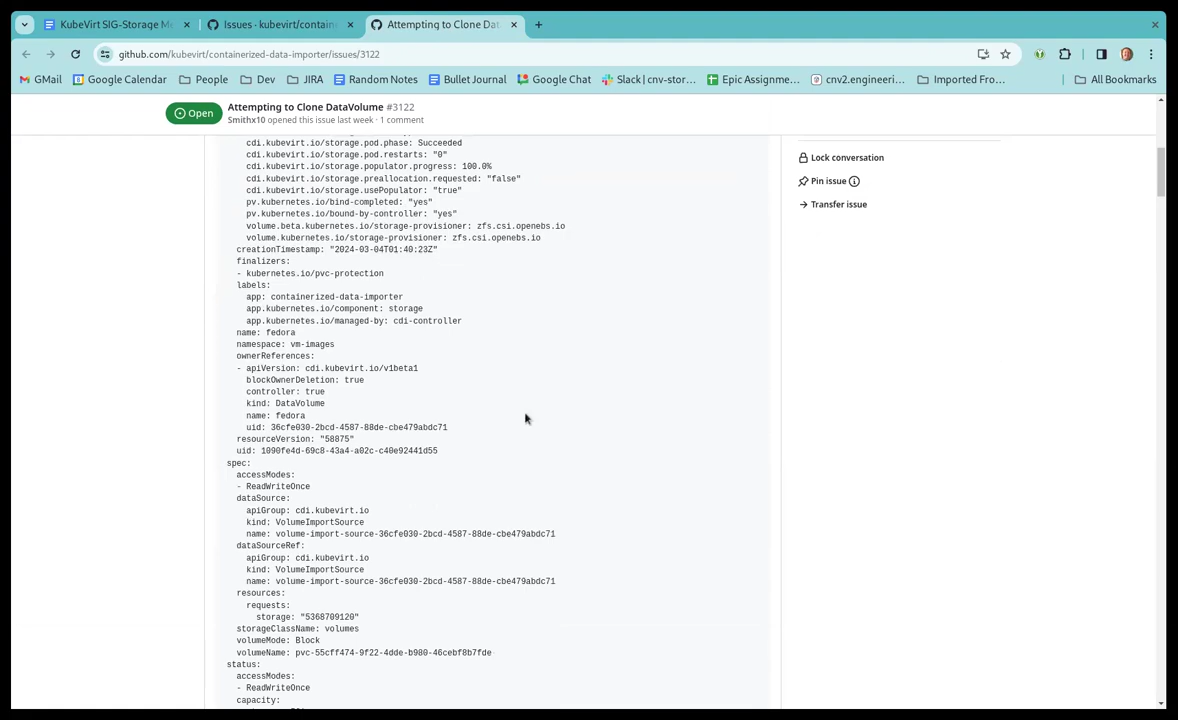 KubeVirt SIG-Storage Me
Issues · kubevirt/contain
Attempting to Clone Dat
github.com/kubevirt/containerized-data-importer/issues/3122
GMail
Google Calendar
People
Dev
JIRA
Random Notes
Bullet Journal
Google Chat
Slack | cnv-stor...
Epic Assignme...
cnv2.engineeri...
Imported Fro...
All Bookmarks
Open
Attempting to Clone DataVolume #3122
Smithx10 opened this issue last week · 1 comment
cdi.kubevirt.io/storage.pod.phase: Succeeded
cdi.kubevirt.io/storage.pod.restarts: "0"
cdi.kubevirt.io/storage.populator.progress: 100.0%
cdi.kubevirt.io/storage.preallocation.requested: "false"
cdi.kubevirt.io/storage.usePopulator: "true"
pv.kubernetes.io/bind-completed: "yes"
pv.kubernetes.io/bound-by-controller: "yes"
volume.beta.kubernetes.io/storage-provisioner: zfs.csi.openebs.io
volume.kubernetes.io/storage-provisioner: zfs.csi.openebs.io
creationTimestamp: "2024-03-04T01:40:23Z"
finalizers:
- kubernetes.io/pvc-protection
labels:
app: containerized-data-importer
app.kubernetes.io/component: storage
app.kubernetes.io/managed-by: cdi-controller
name: fedora
namespace: vm-images
ownerReferences:
- apiVersion: cdi.kubevirt.io/v1beta1
blockOwnerDeletion: true
controller: true
kind: DataVolume
name: fedora
uid: 36cfe030-2bcd-4587-88de-cbe479abdc71
resourceVersion: "58875"
uid: 1090fe4d-69c8-43a4-a02c-c40e92441d55
spec:
accessModes:
- ReadWriteOnce
dataSource:
apiGroup: cdi.kubevirt.io
kind: VolumeImportSource
name: volume-import-source-36cfe030-2bcd-4587-88de-cbe479abdc71
dataSourceRef:
apiGroup: cdi.kubevirt.io
kind: VolumeImportSource
name: volume-import-source-36cfe030-2bcd-4587-88de-cbe479abdc71
resources:
requests:
storage: "5368709120"
storageClassName: volumes
volumeMode: Block
volumeName: pvc-55cff474-9f22-4dde-b980-46cebf8b7fde
status:
accessModes:
- ReadWriteOnce
capacity:
Lock conversation
Pin issue
Transfer issue